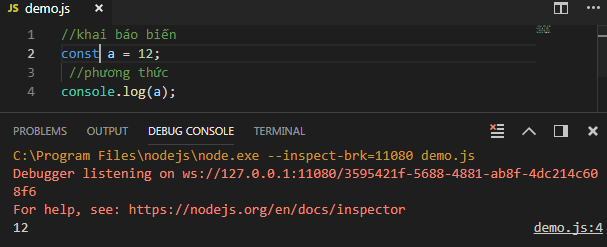 JS demo.js ×
1 //khai báo biến
2 const a = 12;
3 //phương thức
4 console.log(a);
PROBLEMS OUTPUT DEBUG CONSOLE TERMINAL
C:\Program Files\nodejs\node.exe --inspect-brk=11080 demo.js
Debugger listening on ws://127.0.0.1:11080/3595421f-5688-4881-ab8f-4dc214c60
8f6
For help, see: https://nodejs.org/en/docs/inspector
12 demo.js:4